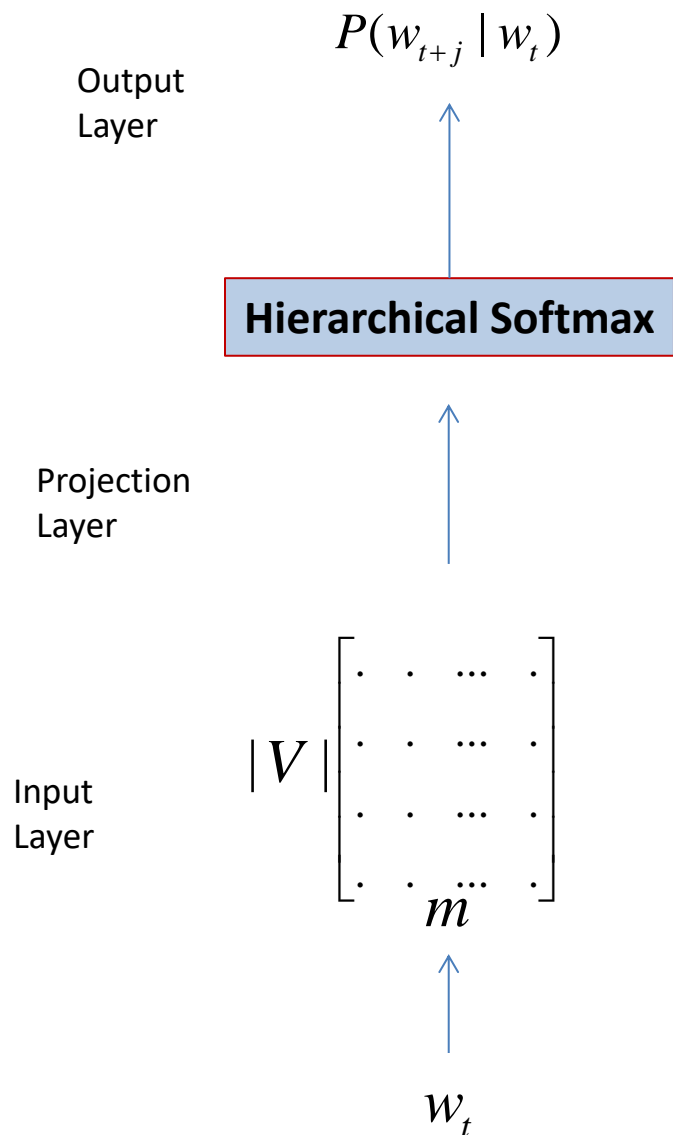 P(w_{t+j} | w_t)
Output
Layer
Hierarchical Softmax
Projection
Layer
. . ... .
|V| . . ... .
Input
Layer
. . ... .
. . ... .
m
w_t